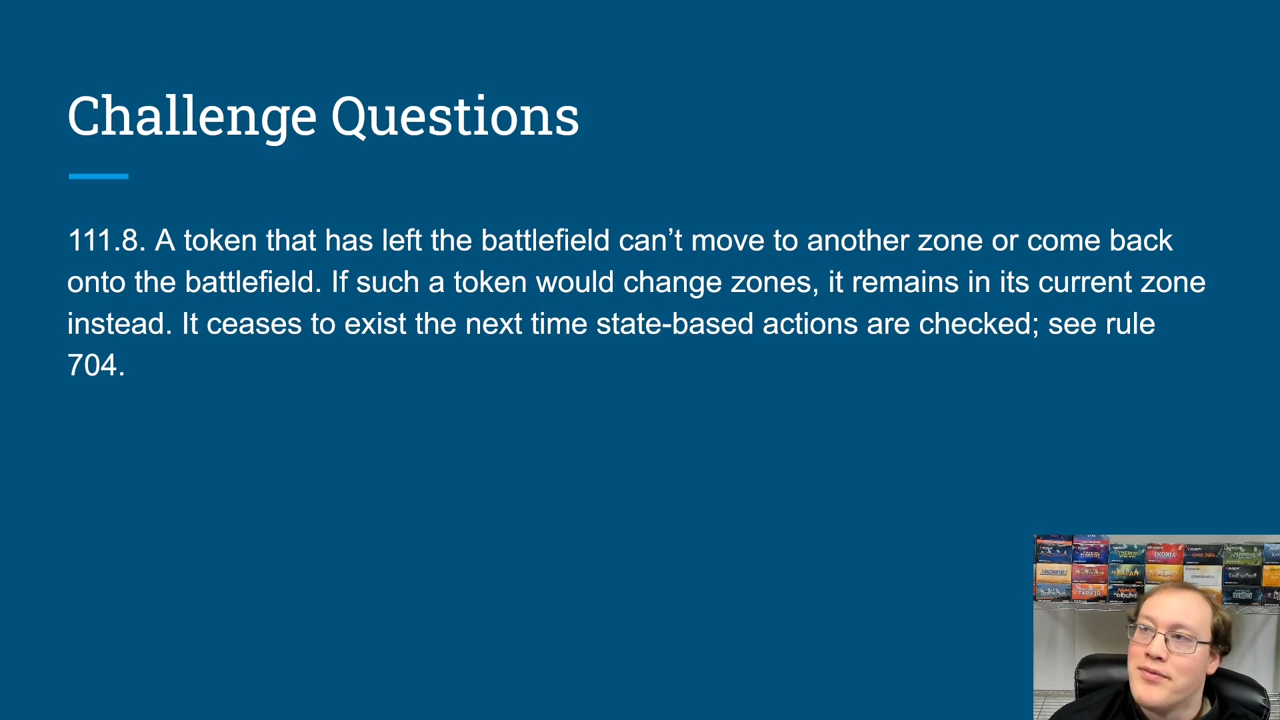 Challenge Questions
111.8. A token that has left the battlefield can’t move to another zone or come back
onto the battlefield. If such a token would change zones, it remains in its current zone
instead. It ceases to exist the next time state-based actions are checked; see rule
704.